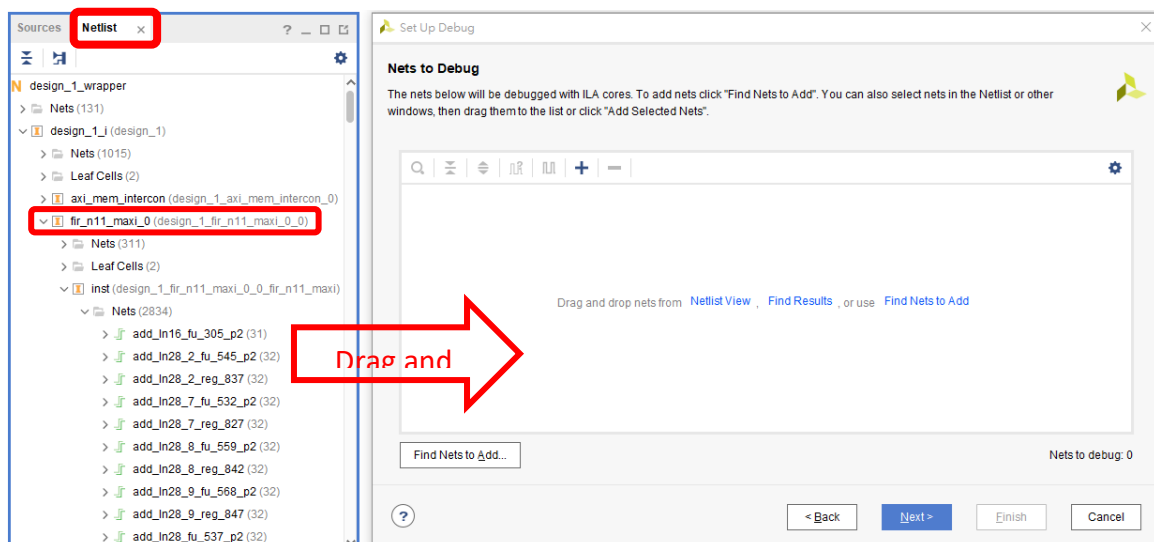 Sources Netlist
design_1_wrapper
Nets (131)
design_1_i (design_1)
Nets (1015)
Leaf Cells (2)
axi_mem_intercon (design_1_axi_mem_intercon_0)
fir_n11_maxi_0 (design_1_fir_n11_maxi_0_0)
Nets (311)
Leaf Cells (2)
inst (design_1_fir_n11_maxi_0_0_fir_n11_maxi)
Nets (2834)
add_ln16_fu_305_p2 (31)
add_ln28_2_fu_545_p2 (32)
add_ln28_2_reg_837 (32)
add_ln28_7_fu_532_p2 (32)
add_ln28_7_reg_827 (32)
add_ln28_8_fu_559_p2 (32)
add_ln28_8_reg_842 (32)
add_ln28_9_fu_568_p2 (32)
add_ln28_9_reg_847 (32)
add_ln28_fu_537_p2 (32)
Drag and
Set Up Debug
Nets to Debug
The nets below will be debugged with ILA cores. To add nets click "Find Nets to Add". You can also select nets in the Netlist or other
windows, then drag them to the list or click "Add Selected Nets".
Drag and drop nets from Netlist View , Find Results , or use Find Nets to Add
Find Nets to Add...
Nets to debug: 0
? < Back Next > Finish Cancel